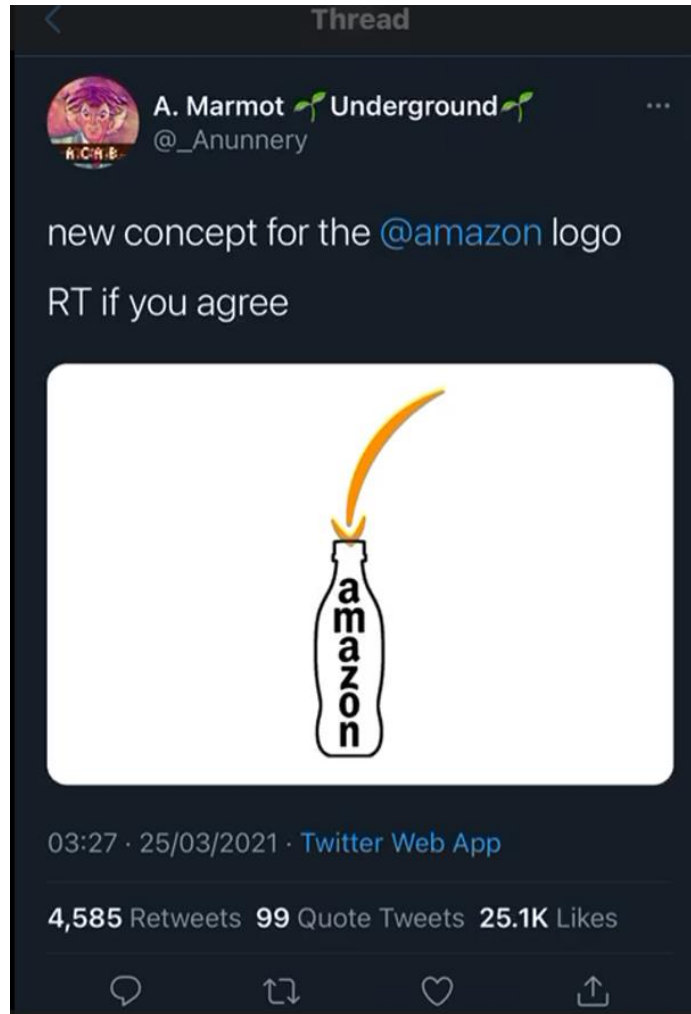 Thread
A. Marmot 🌱Underground🌱
@_Anunnery
A.C.A.B.
new concept for the @amazon logo
RT if you agree
amazon
03:27 · 25/03/2021 · Twitter Web App
4,585 Retweets 99 Quote Tweets 25.1K Likes